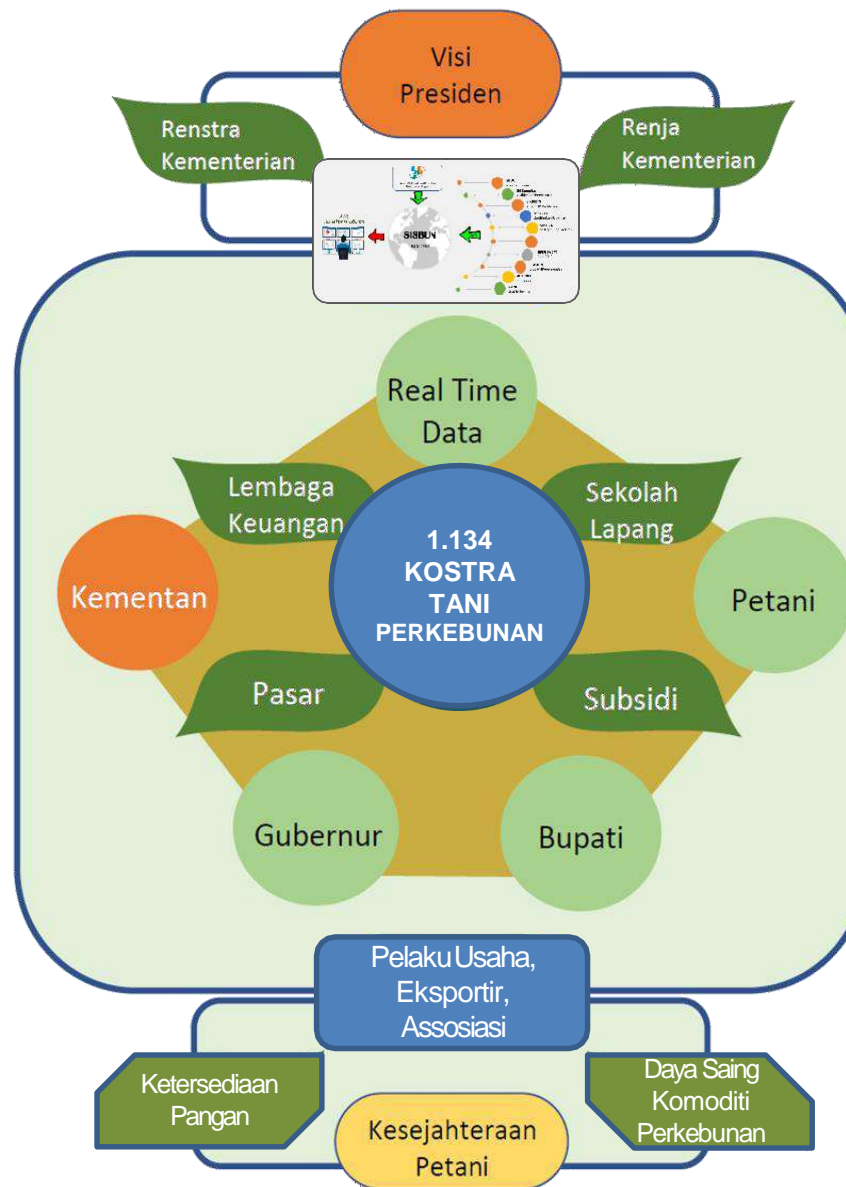 Visi
Presiden
Renstra
Kementerian
Renja
Kementerian
SISBUN
Real Time
Data
Lembaga
Keuangan
Sekolah
Lapang
1.134
KOSTRA
TANI
PERKEBUNAN
Kementan
Petani
Pasar
Subsidi
Gubernur
Bupati
Pelaku Usaha,
Eksportir,
Assosiasi
Ketersediaan
Pangan
Daya Saing
Komoditi
Perkebunan
Kesejahteraan
Petani